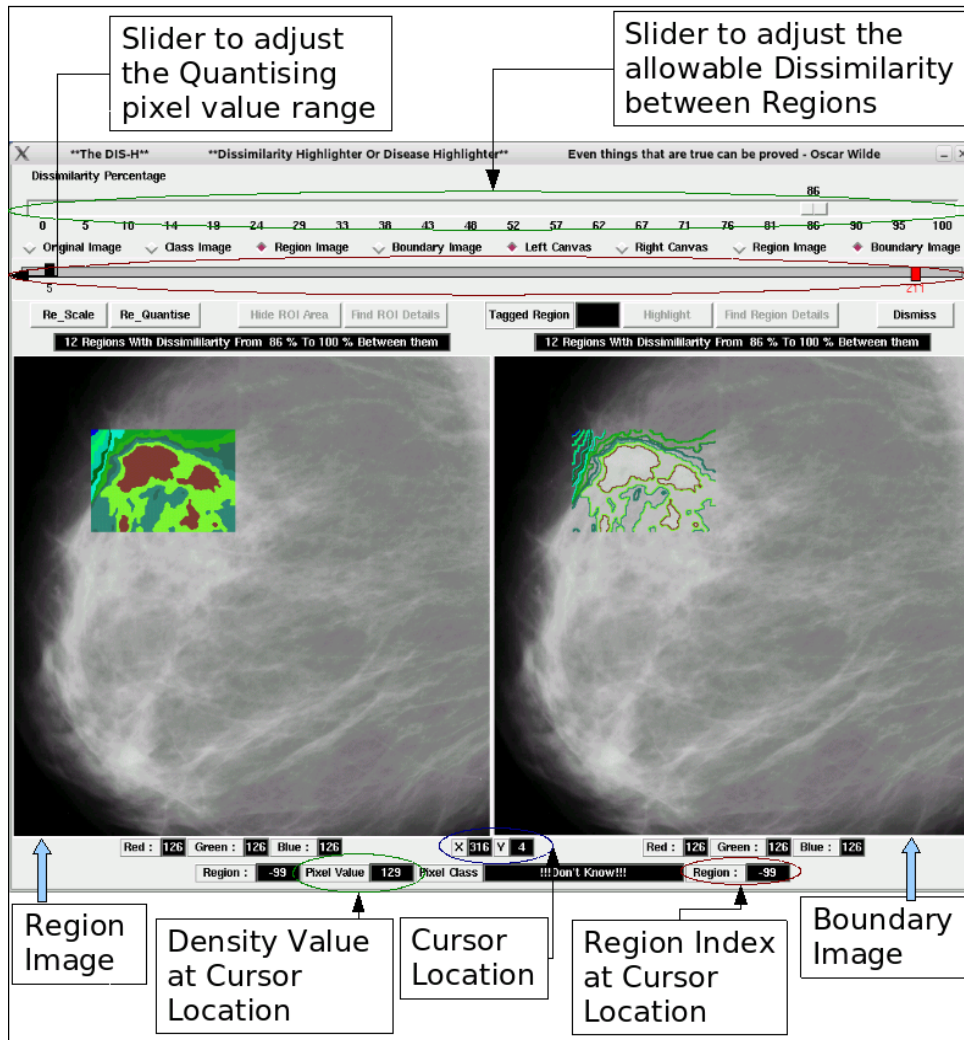 Slider to adjust
the Quantising
pixel value range
Slider to adjust the
allowable Dissimilarity
between Regions
**The DIS-H** **Dissimilarity Highlighter Or Disease Highlighter** Even things that are true can be proved - Oscar Wilde
Dissimilarity Percentage
86
0 5 10 14 19 24 29 33 38 43 48 52 57 62 67 71 76 81 86 90 95 100
Original Image Class Image Region Image Boundary Image Left Canvas Right Canvas Region Image Boundary Image
5 211
Re_Scale Re_Quantise Hide ROI Area Find ROI Details Tagged Region Highlight Find Region Details Dismiss
12 Regions With Dissimililarity From 86 % To 100 % Between them 12 Regions With Dissimililarity From 86 % To 100 % Between them
Red : 126 Green : 126 Blue : 126 X 316 Y 4 Red : 126 Green : 126 Blue : 126
Region : -99 Pixel Value 129 Pixel Class !!!Don't Know!!! Region : -99
Region
Image
Density Value
at Cursor
Location
Cursor
Location
Region Index
at Cursor
Location
Boundary
Image